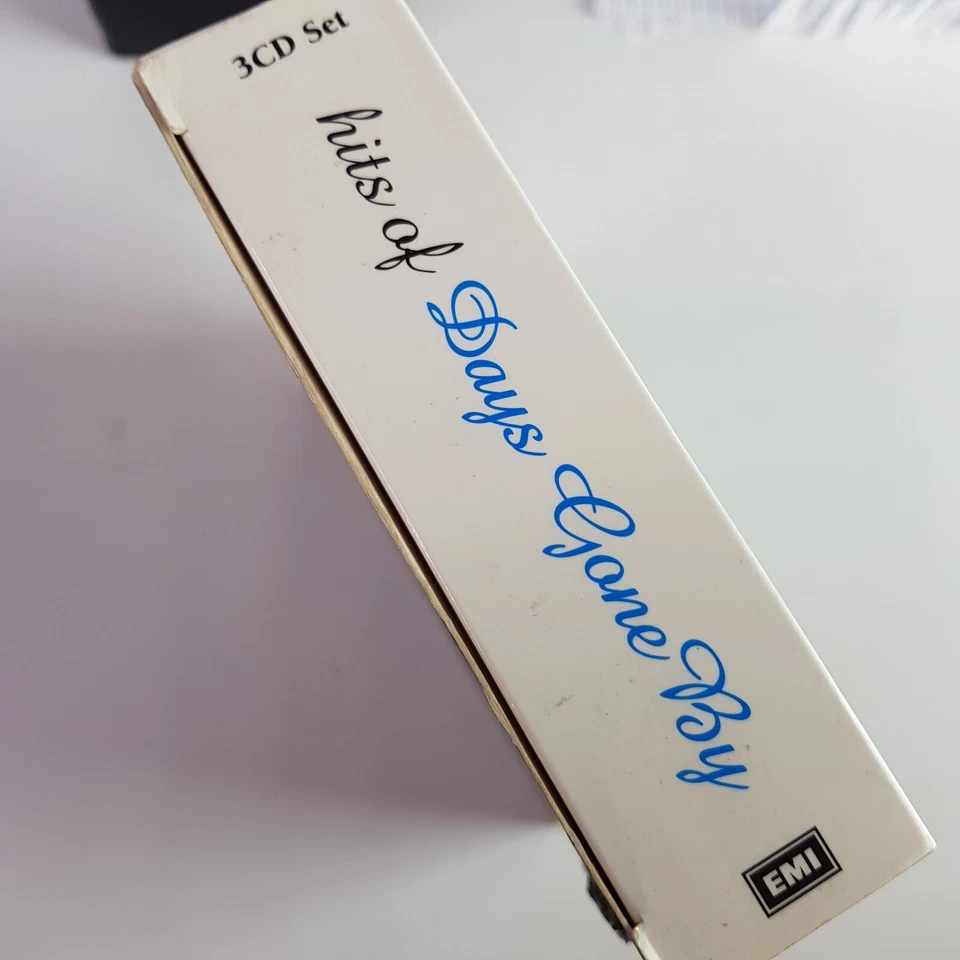 3CD Set
hits of Days Gone By
EMI